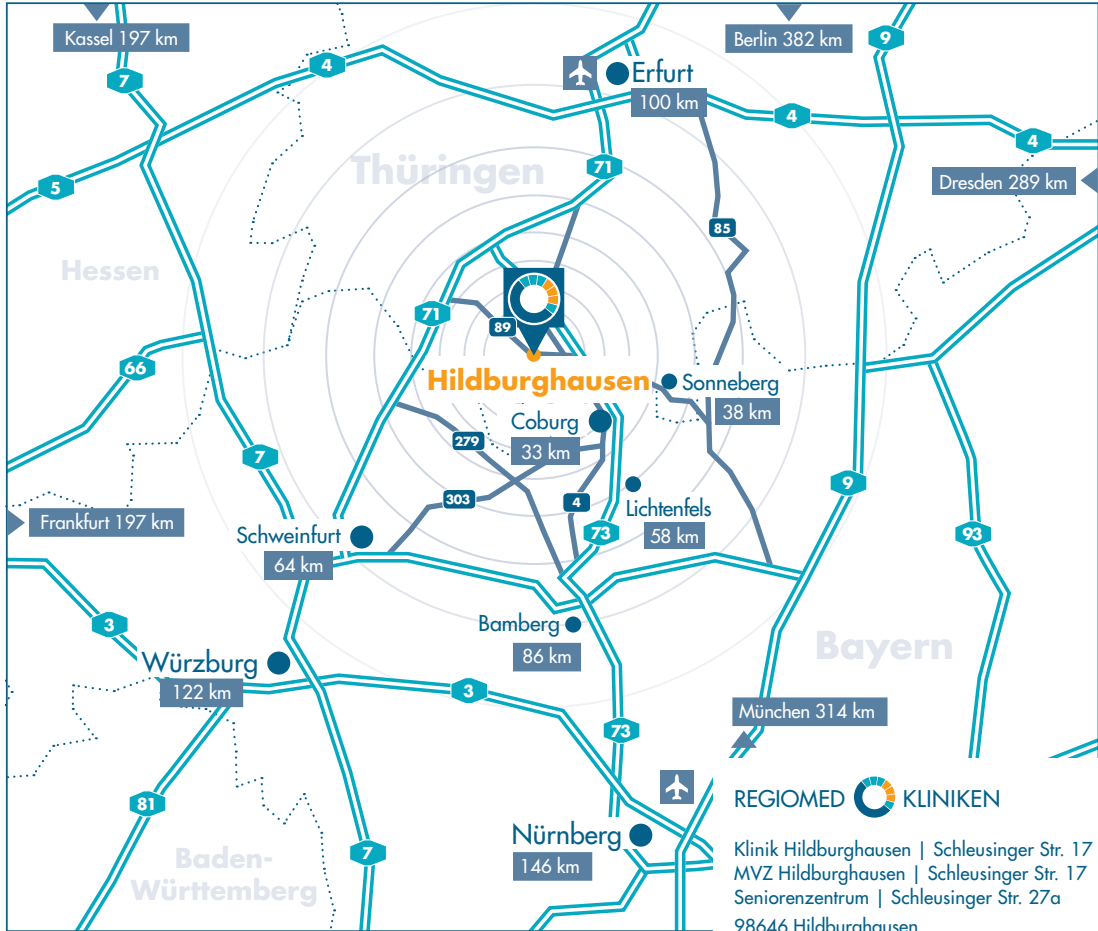 Kassel 197 km
Berlin 382 km
9
7
4
Erfurt
100 km
4
4
Thüringen
71
5
Dresden 289 km
85
Hessen
71
89
66
Hildburghausen
Sonneberg
38 km
Coburg
33 km
279
7
9
303
4
Lichtenfels
58 km
Frankfurt 197 km
Schweinfurt
64 km
73
93
3
Bamberg
86 km
Bayern
Würzburg
122 km
3
München 314 km
73
81
REGIOMED KLINIKEN
Nürnberg
146 km
7
Baden-
Württemberg
Klinik Hildburghausen | Schleusinger Str. 17
MVZ Hildburghausen | Schleusinger Str. 17
Seniorenzentrum | Schleusinger Str. 27a
98646 Hildburghausen